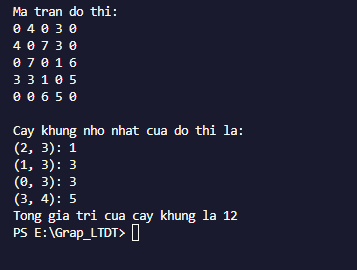 Ma tran do thi:
0 4 0 3 0
4 0 7 3 0
0 7 0 1 6
3 3 1 0 5
0 0 6 5 0
Cay khung nho nhat cua do thi la:
(2, 3): 1
(1, 3): 3
(0, 3): 3
(3, 4): 5
Tong gia tri cua cay khung la 12
PS E:\Grap_LTDT>